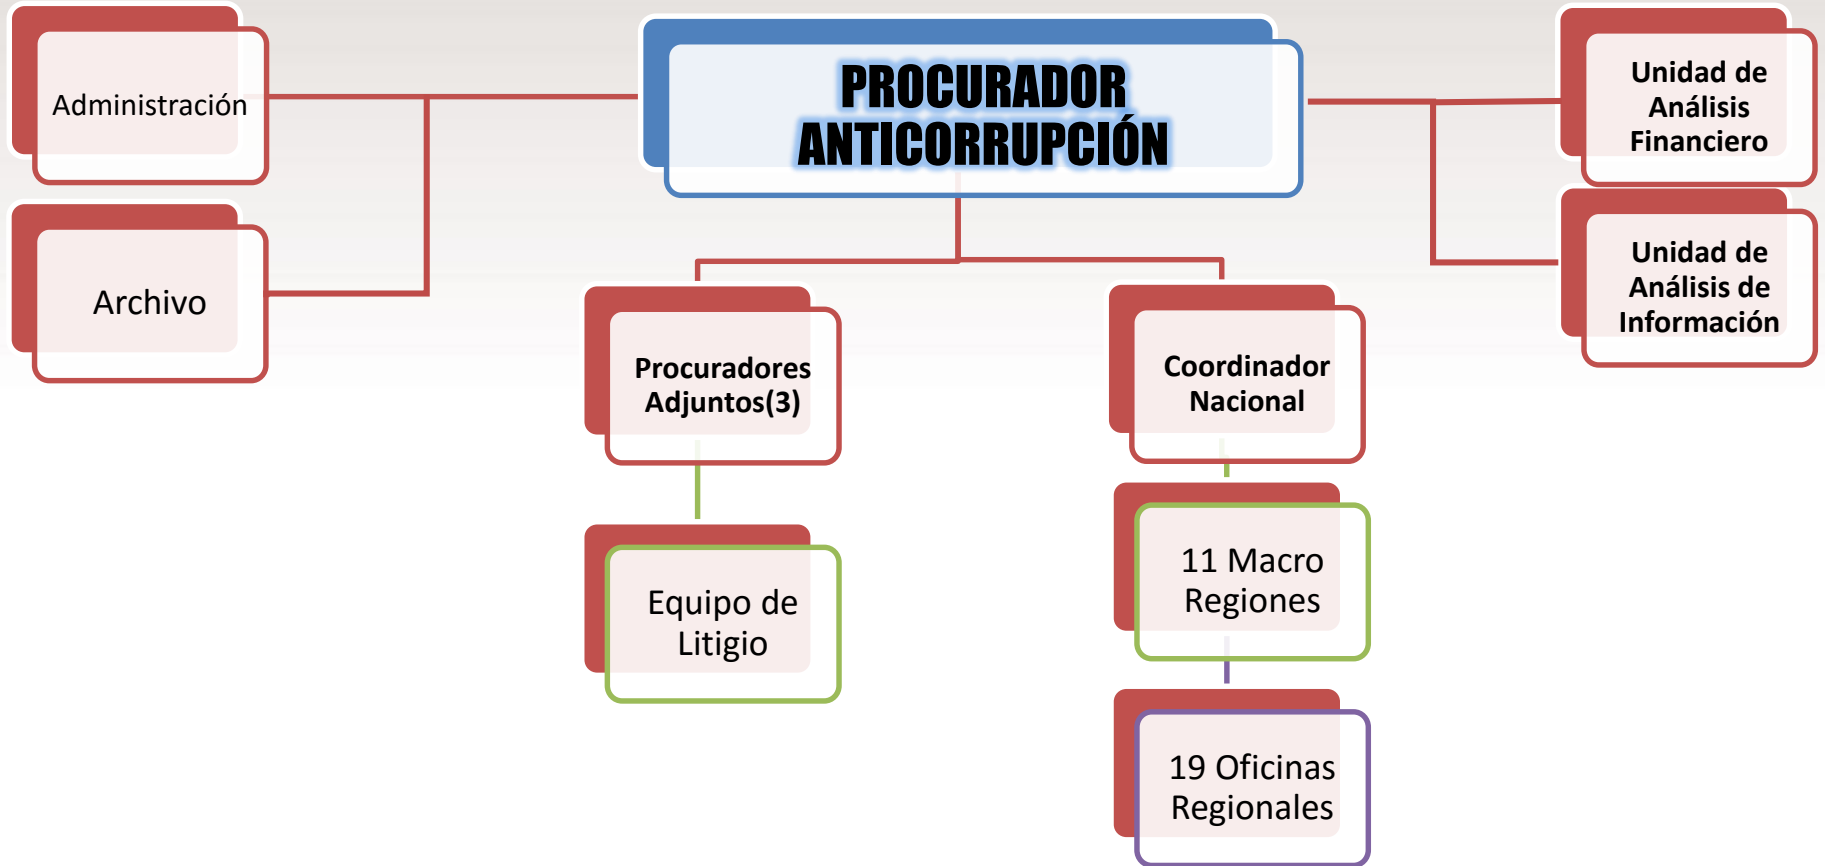 Administración
Archivo
PROCURADOR
ANTICORRUPCIÓN
Unidad de
Análisis
Financiero
Unidad de
Análisis de
Información
Procuradores
Adjuntos(3)
Equipo de
Litigio
Coordinador
Nacional
11 Macro
Regiones
19 Oficinas
Regionales